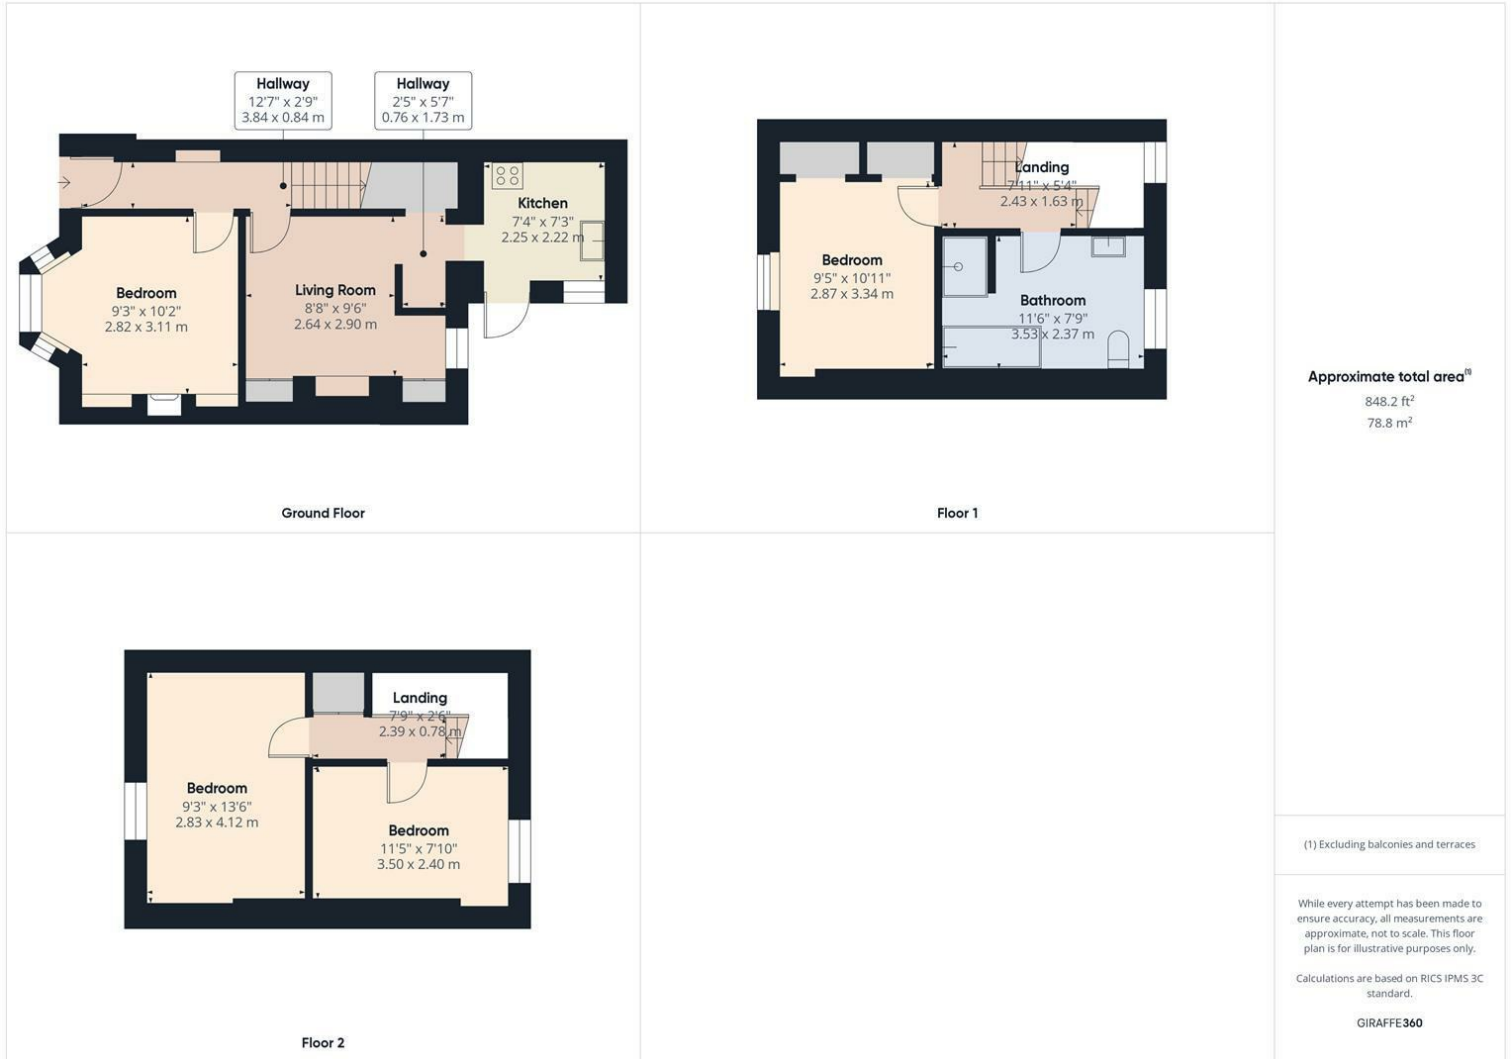 Hallway
12'7" x 2'9"
3.84 x 0.84 m
Hallway
2'5" x 5'7"
0.76 x 1.73 m
Kitchen
7'4" x 7'3"
2.25 x 2.22 m
Bedroom
9'3" x 10'2"
2.82 x 3.11 m
Living Room
8'8" x 9'6"
2.64 x 2.90 m
Ground Floor
Landing
7'11" x 5'4"
2.43 x 1.63 m
Bedroom
9'5" x 10'11"
2.87 x 3.34 m
Bathroom
11'6" x 7'9"
3.53 x 2.37 m
Floor 1
Landing
7'9" x 2'6"
2.39 x 0.78 m
Bedroom
9'3" x 13'6"
2.83 x 4.12 m
Bedroom
11'5" x 7'10"
3.50 x 2.40 m
Floor 2
Approximate total area(1)
848.2 ft²
78.8 m²
(1) Excluding balconies and terraces
While every attempt has been made to
ensure accuracy, all measurements are
approximate, not to scale. This floor
plan is for illustrative purposes only.
Calculations are based on RICS IPMS 3C
standard.
GIRAFFE360